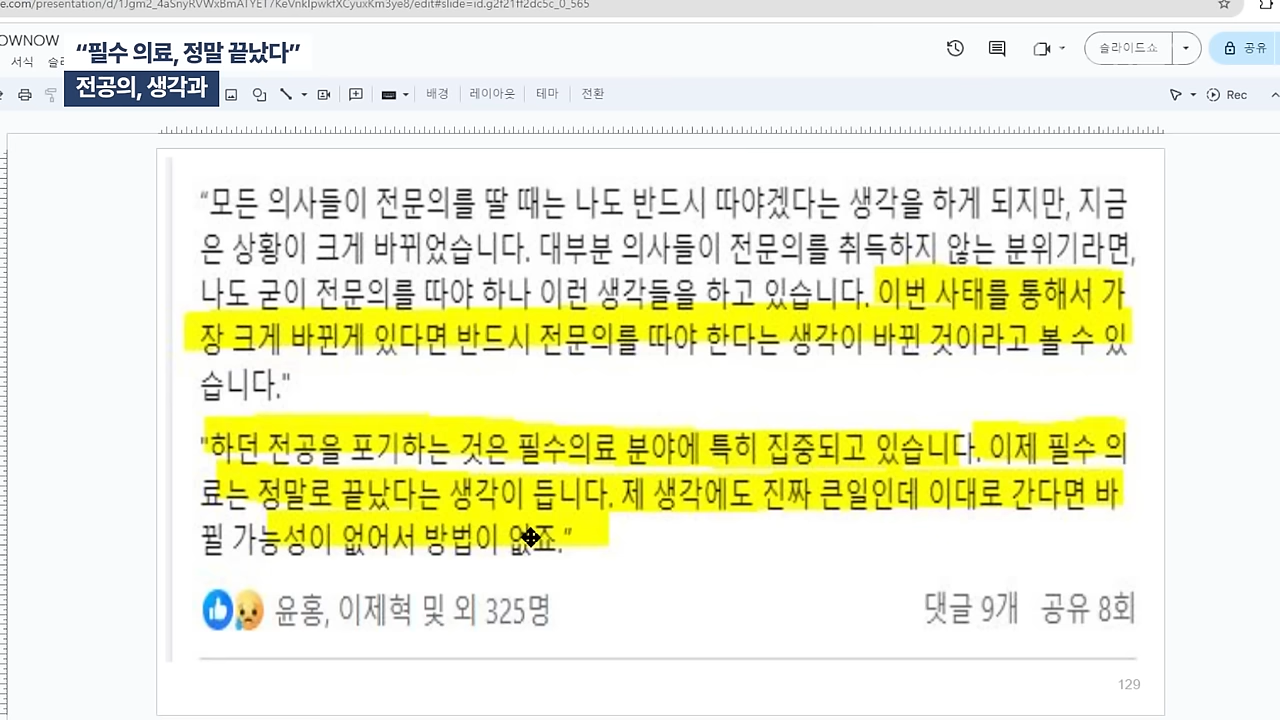 “필수 의료, 정말 끝났다”
전공의, 생각과
OWNOW
서식
슬라이드쇼
공유
배경
레이아웃
테마
전환
Rec
“모든 의사들이 전문의를 딸 때는 나도 반드시 따야겠다는 생각을 하게 되지만, 지금
은 상황이 크게 바뀌었습니다. 대부분 의사들이 전문의를 취득하지 않는 분위기라면,
나도 굳이 전문의를 따야 하나 이런 생각들을 하고 있습니다. 이번 사태를 통해서 가
장 크게 바뀐게 있다면 반드시 전문의를 따야 한다는 생각이 바뀐 것이라고 볼 수 있
습니다."
"하던 전공을 포기하는 것은 필수의료 분야에 특히 집중되고 있습니다. 이제 필수 의
료는 정말로 끝났다는 생각이 듭니다. 제 생각에도 진짜 큰일인데 이대로 간다면 바
뀔 가능성이 없어서 방법이 없죠.”
윤홍, 이제혁 및 외 325명
댓글 9개 공유 8회
129